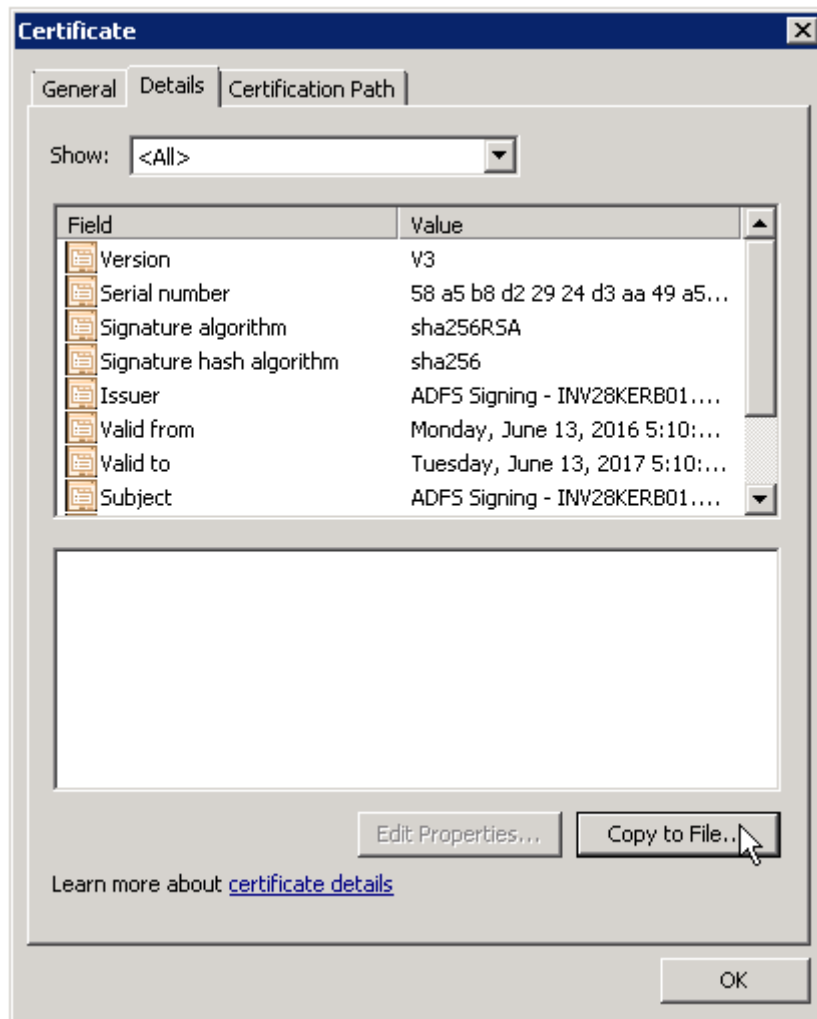 Certificate
General Details Certification Path
Show: <All>
Field Value
Version V3
Serial number 58 a5 b8 d2 29 24 d3 aa 49 a5...
Signature algorithm sha256RSA
Signature hash algorithm sha256
Issuer ADFS Signing - INV28KERB01....
Valid from Monday, June 13, 2016 5:10:...
Valid to Tuesday, June 13, 2017 5:10:...
Subject ADFS Signing - INV28KERB01....
Edit Properties... Copy to File...
Learn more about certificate details
OK